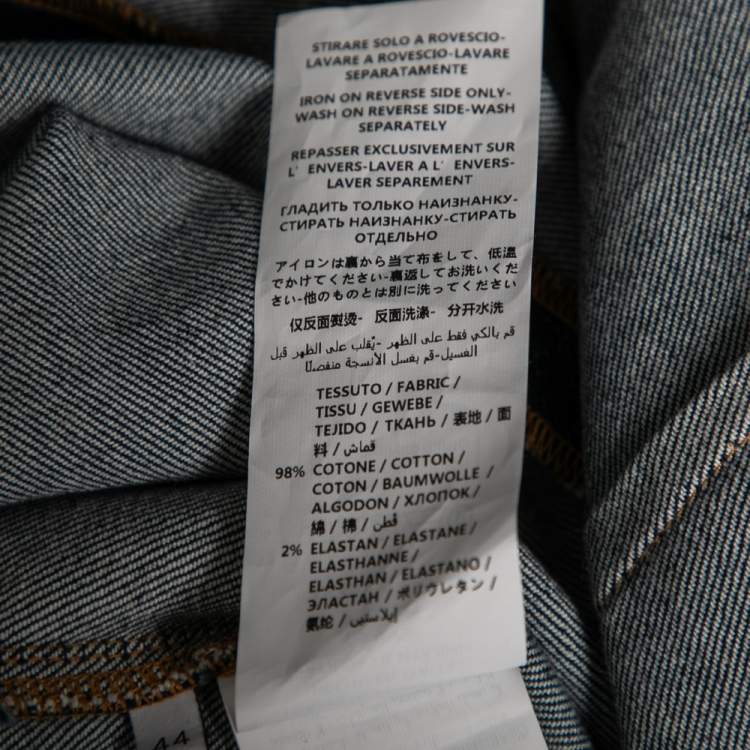 STIRARE SOLO A ROVESCIO-
LAVARE A ROVESCIO-LAVARE
SEPARATAMENTE
IRON ON REVERSE SIDE ONLY-
WASH ON REVERSE SIDE-WASH
SEPARATELY
REPASSER EXCLUSIVEMENT SUR
L' ENVERS-LAVER A L' ENVERS-
LAVER SEPAREMENT
ГЛАДИТЬ ТОЛЬКО НАИЗНАНКУ-
СТИРАТЬ НАИЗНАНКУ-СТИРАТЬ
ОТДЕЛЬНО
アイロンは裏から当て布をして、低温
でかけてください-裏返してお洗いくだ
さい-他のものとは別に洗ってください
仅反面熨烫- 反面洗涤- 分开水洗
قم بالكي فقط على الظهر -يُقلب على الظهر قبل
الغسيل-قم بغسل الأنسجة منفصلا
TESSUTO / FABRIC /
TISSU / GEWEBE /
TEJIDO / ТКАНЬ / 表地 / 面
料 / قماش
98% COTONE / COTTON /
COTON / BAUMWOLLE /
ALGODON / ХЛОПОК /
綿 / 棉 / قُطن
2% ELASTAN / ELASTANE /
ELASTHANNE /
ELASTHAN / ELASTANO /
ЭЛАСТАН / ポリウレタン /
氨纶 / إيلاستين
44